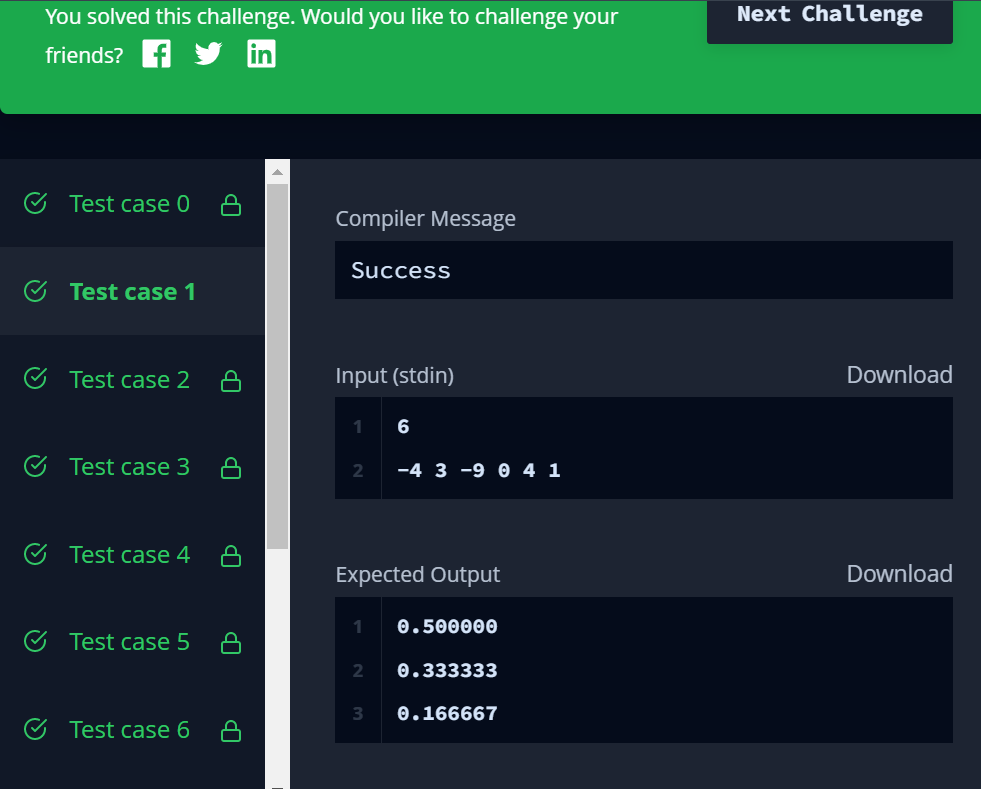 You solved this challenge. Would you like to challenge your
friends?
Next Challenge
Test case 0
Test case 1
Test case 2
Test case 3
Test case 4
Test case 5
Test case 6
Compiler Message
Success
Input (stdin)
Download
1 6
2 −4 3 −9 0 4 1
Expected Output
Download
1 0.500000
2 0.333333
3 0.166667